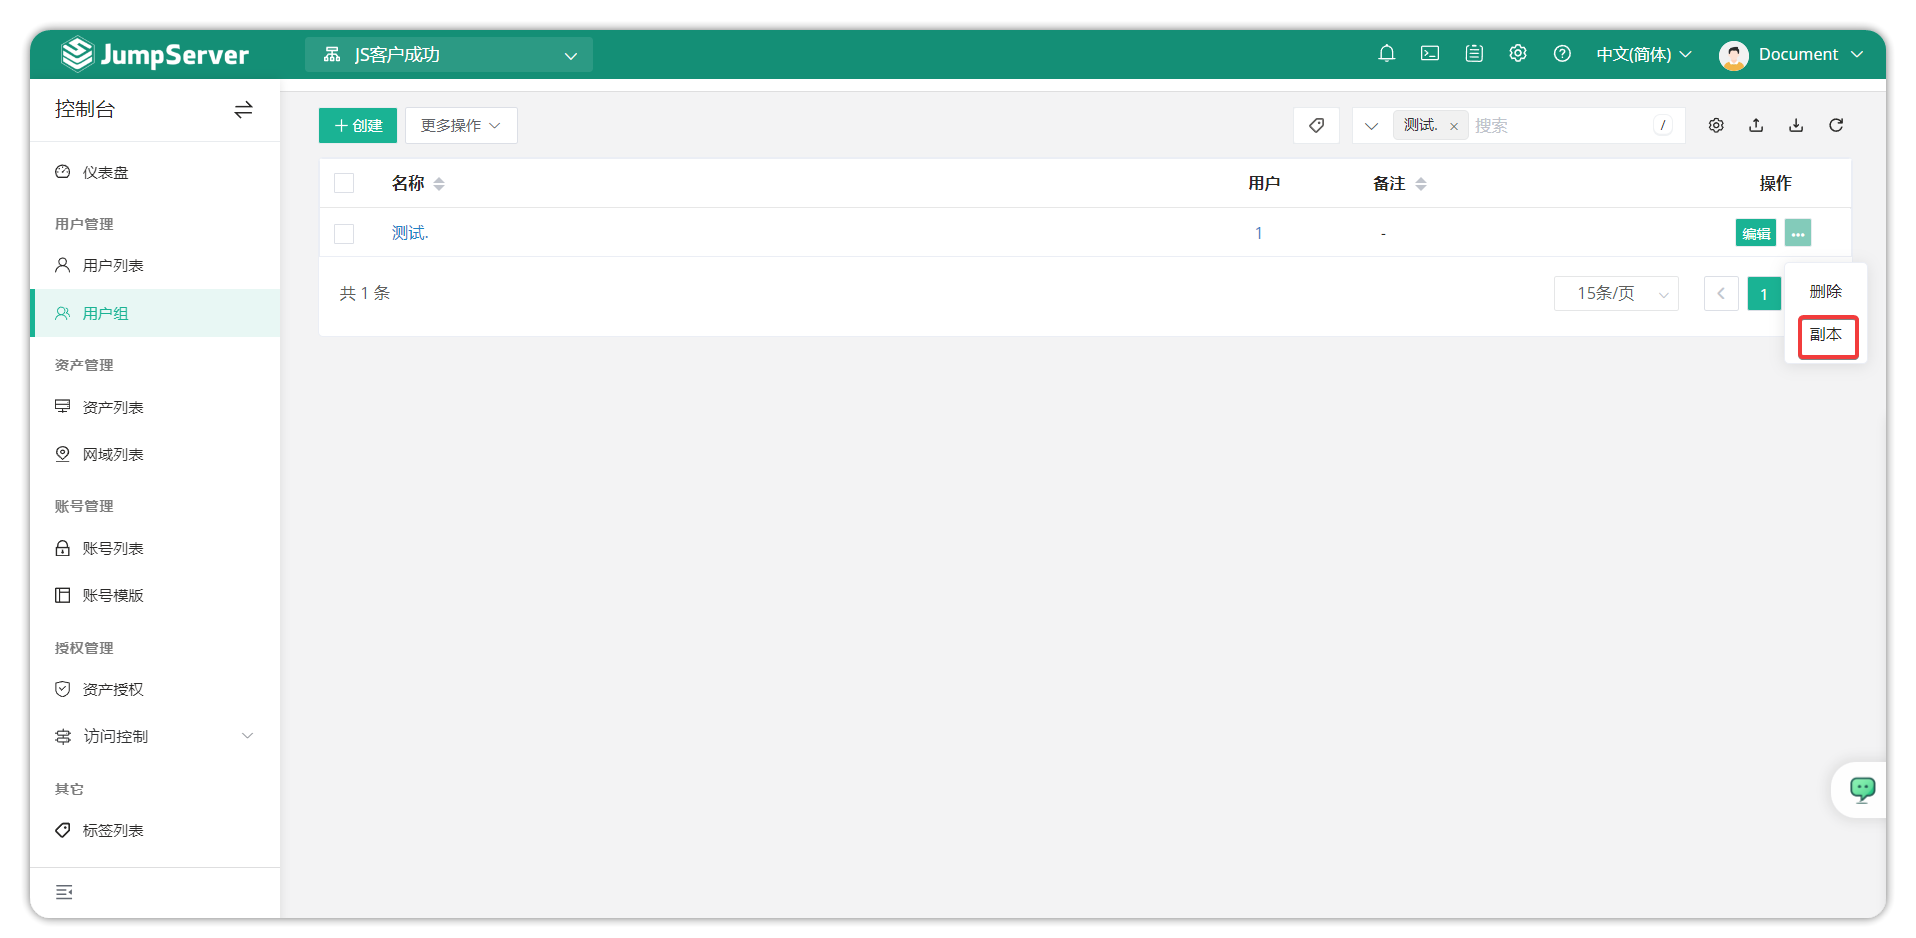 JumpServer
JS客户成功
中文(简体)
Document
控制台
仪表盘
用户管理
用户列表
用户组
资产管理
资产列表
网域列表
账号管理
账号列表
账号模版
授权管理
资产授权
访问控制
其它
标签列表
创建
更多操作
测试. ×
搜索
/
名称
用户
备注
操作
测试.
1
-
编辑
...
共 1 条
15条/页
1
删除
副本